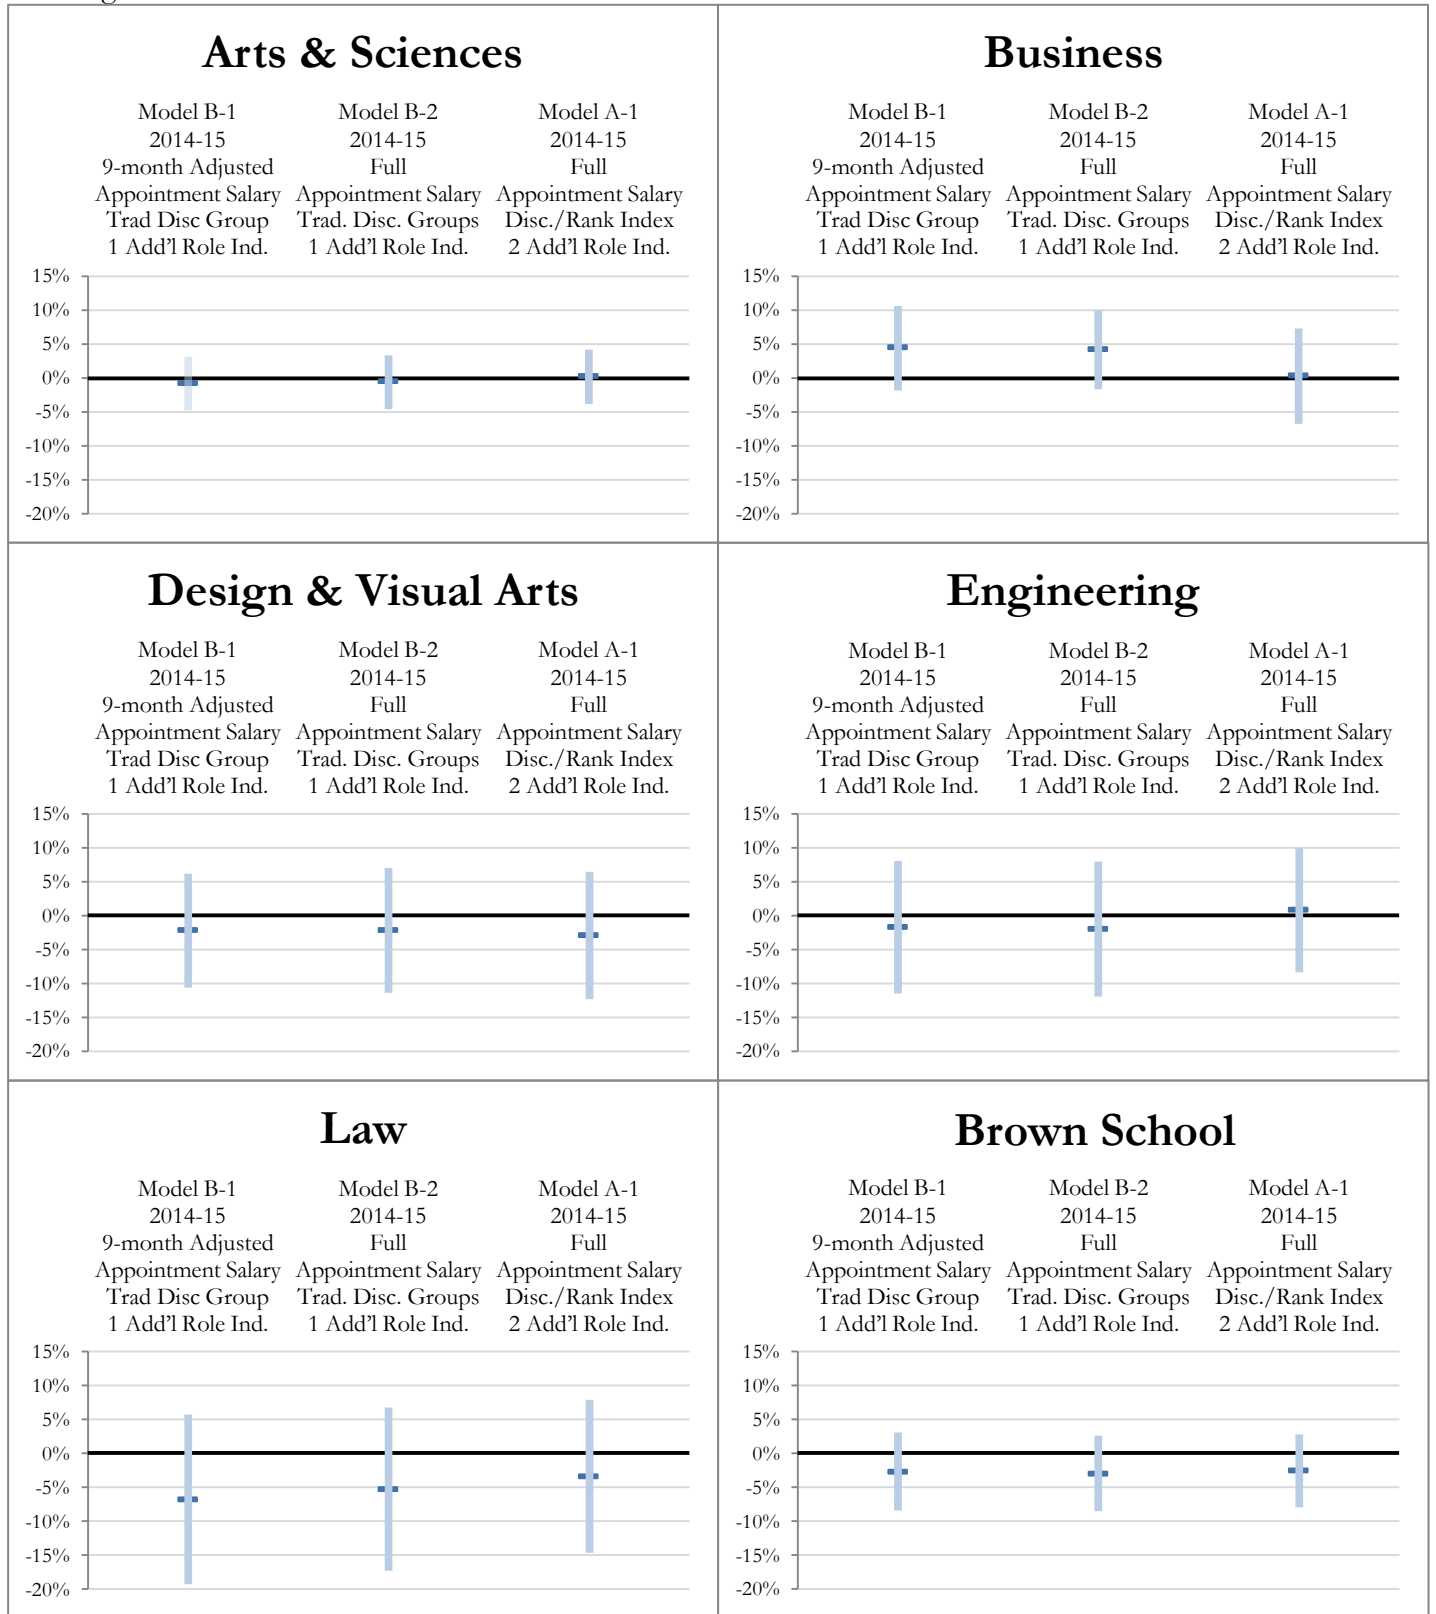 Arts & Sciences
Model B-1 Model B-2 Model A-1
2014-15 2014-15 2014-15
9-month Adjusted Full Full
Appointment Salary Appointment Salary Appointment Salary
Trad Disc Group Trad. Disc. Groups Disc./Rank Index
1 Add'l Role Ind. 1 Add'l Role Ind. 2 Add'l Role Ind.
15%
10%
5%
0%
-5%
-10%
-15%
-20%
Business
Model B-1 Model B-2 Model A-1
2014-15 2014-15 2014-15
9-month Adjusted Full Full
Appointment Salary Appointment Salary Appointment Salary
Trad Disc Group Trad. Disc. Groups Disc./Rank Index
1 Add'l Role Ind. 1 Add'l Role Ind. 2 Add'l Role Ind.
15%
10%
5%
0%
-5%
-10%
-15%
-20%
Design & Visual Arts
Model B-1 Model B-2 Model A-1
2014-15 2014-15 2014-15
9-month Adjusted Full Full
Appointment Salary Appointment Salary Appointment Salary
Trad Disc Group Trad. Disc. Groups Disc./Rank Index
1 Add'l Role Ind. 1 Add'l Role Ind. 2 Add'l Role Ind.
15%
10%
5%
0%
-5%
-10%
-15%
-20%
Engineering
Model B-1 Model B-2 Model A-1
2014-15 2014-15 2014-15
9-month Adjusted Full Full
Appointment Salary Appointment Salary Appointment Salary
Trad Disc Group Trad. Disc. Groups Disc./Rank Index
1 Add'l Role Ind. 1 Add'l Role Ind. 2 Add'l Role Ind.
15%
10%
5%
0%
-5%
-10%
-15%
-20%
Law
Model B-1 Model B-2 Model A-1
2014-15 2014-15 2014-15
9-month Adjusted Full Full
Appointment Salary Appointment Salary Appointment Salary
Trad Disc Group Trad. Disc. Groups Disc./Rank Index
1 Add'l Role Ind. 1 Add'l Role Ind. 2 Add'l Role Ind.
15%
10%
5%
0%
-5%
-10%
-15%
-20%
Brown School
Model B-1 Model B-2 Model A-1
2014-15 2014-15 2014-15
9-month Adjusted Full Full
Appointment Salary Appointment Salary Appointment Salary
Trad Disc Group Trad. Disc. Groups Disc./Rank Index
1 Add'l Role Ind. 1 Add'l Role Ind. 2 Add'l Role Ind.
15%
10%
5%
0%
-5%
-10%
-15%
-20%